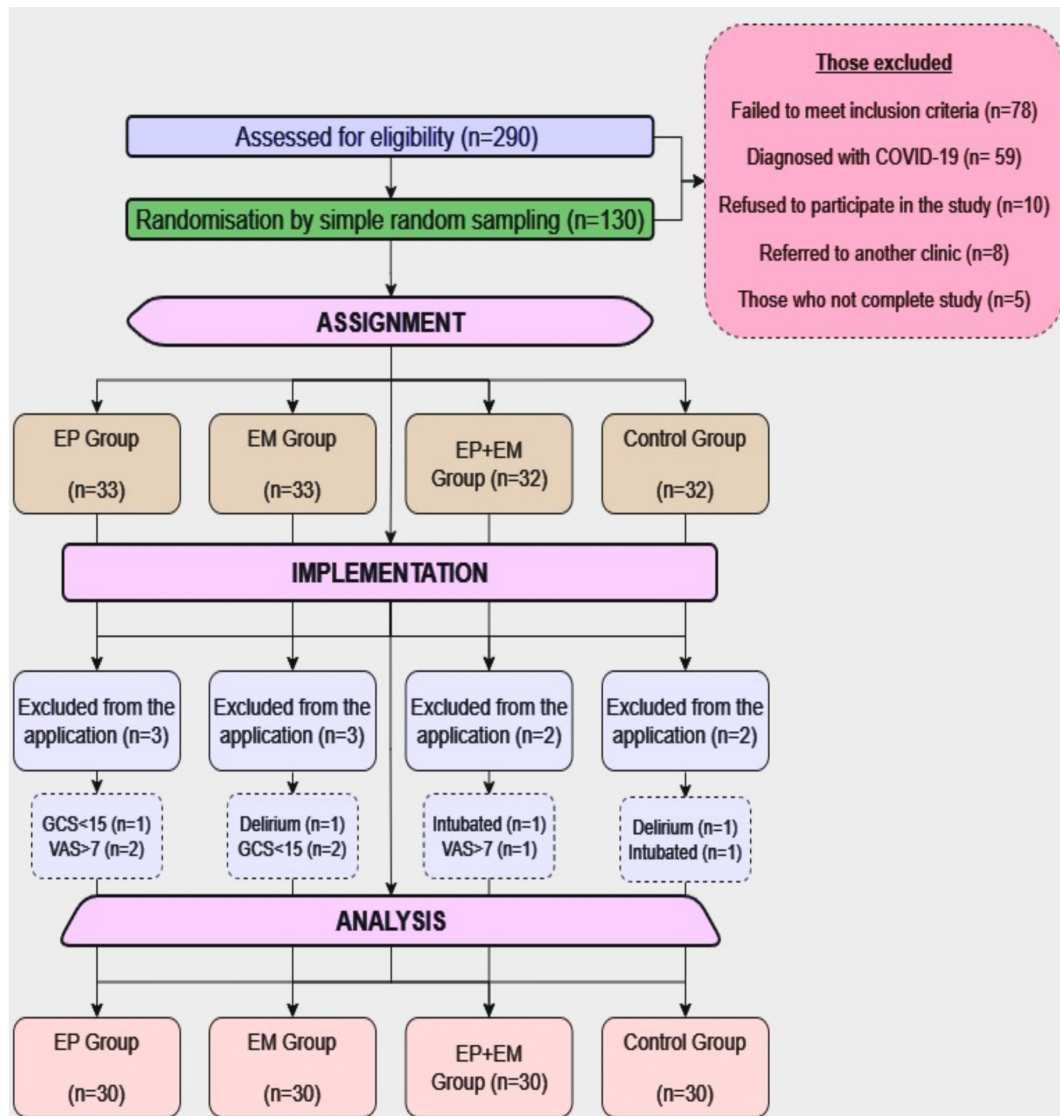 Those excluded
Failed to meet inclusion criteria (n=78)
Diagnosed with COVID-19 (n= 59)
Refused to participate in the study (n=10)
Referred to another clinic (n=8)
Those who not complete study (n=5)
Assessed for eligibility (n=290)
Randomisation by simple random sampling (n=130)
ASSIGNMENT
EP Group
(n=33)
EM Group
(n=33)
EP+EM
Group (n=32)
Control Group
(n=32)
IMPLEMENTATION
Excluded from the
application (n=3)
Excluded from the
application (n=3)
Excluded from the
application (n=2)
Excluded from the
application (n=2)
GCS<15 (n=1)
VAS>7 (n=2)
Delirium (n=1)
GCS<15 (n=2)
Intubated (n=1)
VAS>7 (n=1)
Delirium (n=1)
Intubated (n=1)
ANALYSIS
EP Group
(n=30)
EM Group
(n=30)
EP+EM
Group (n=30)
Control Group
(n=30)